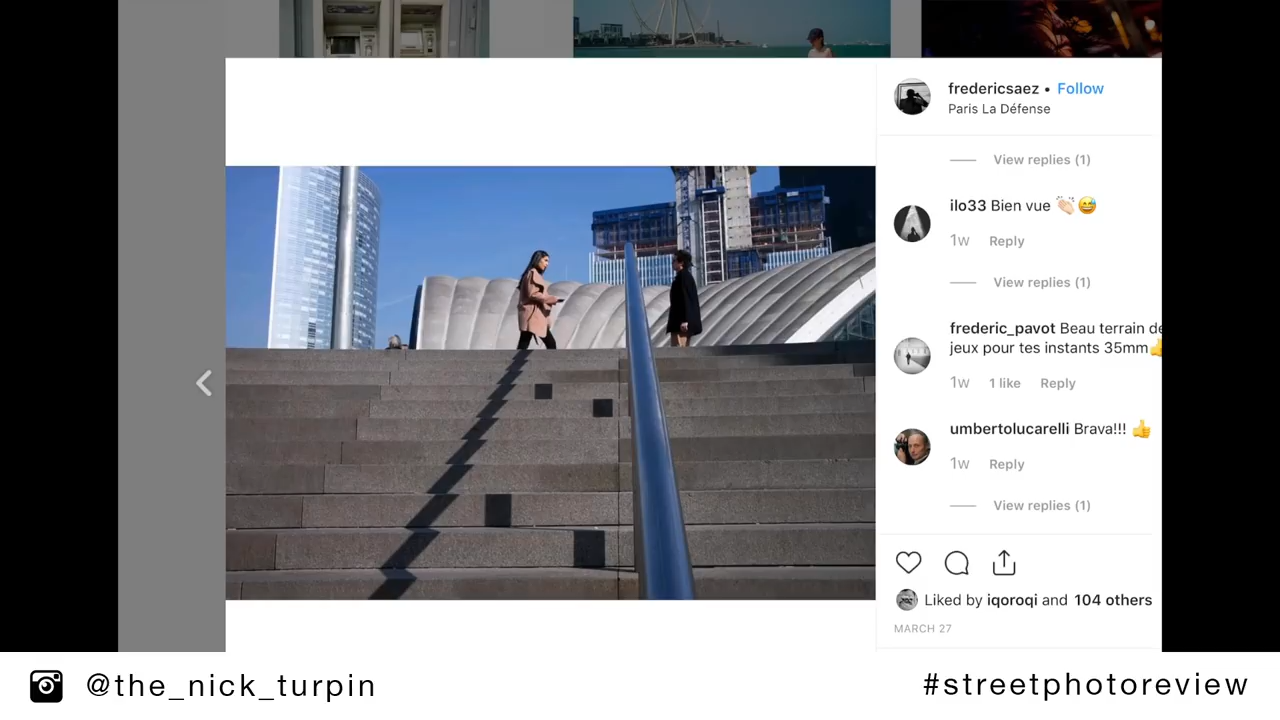 fredericsaez • Follow
Paris La Défense
View replies (1)
ilo33 Bien vue 👏🏻😅
1w Reply
View replies (1)
frederic_pavot Beau terrain de
jeux pour tes instants 35mm👍
1w 1 like Reply
umbertolucarelli Brava!!! 👍
1w Reply
View replies (1)
Liked by iqoroqi and 104 others
MARCH 27
@the_nick_turpin
#streetphotoreview